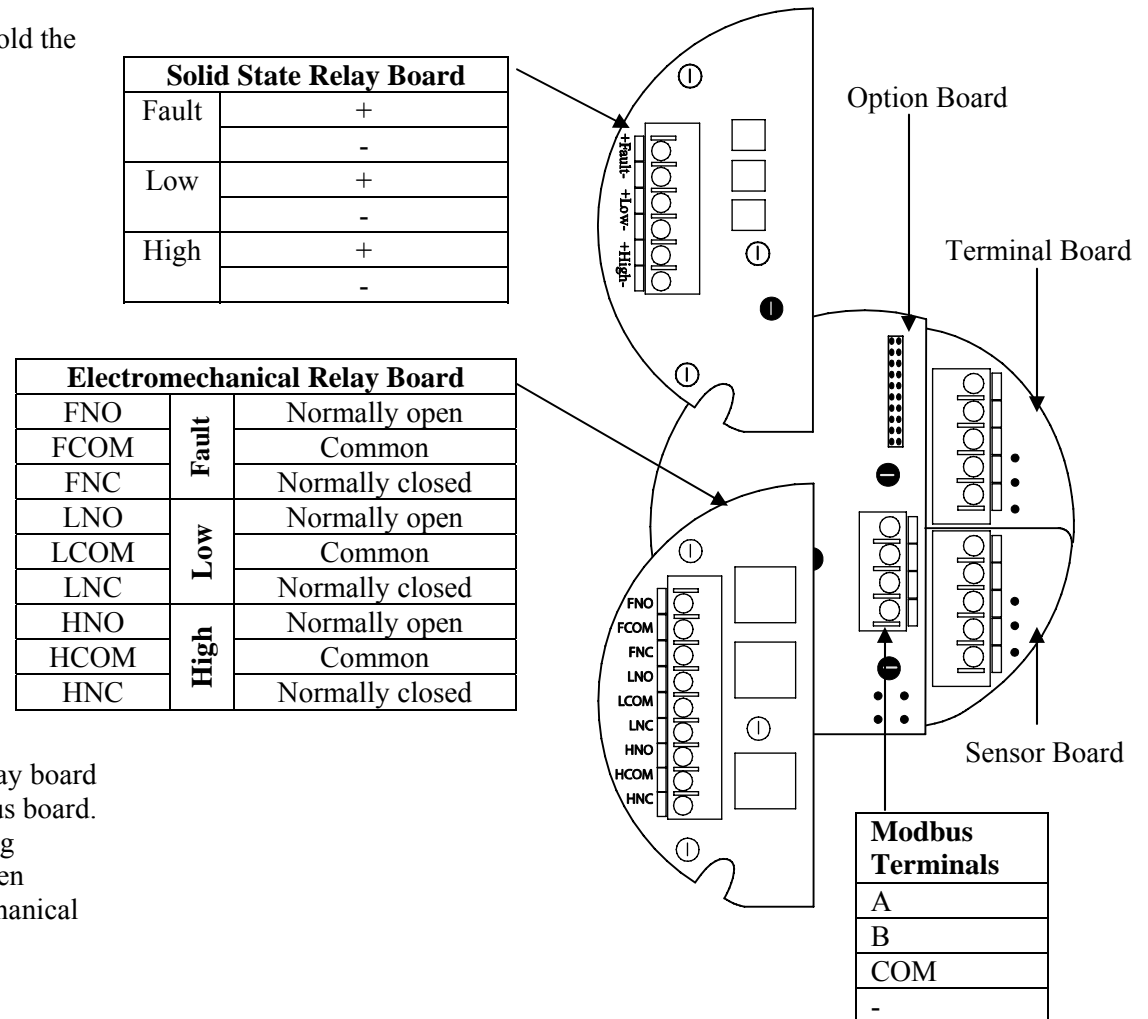 old the
Solid State Relay Board
Fault +
-
Low +
-
High +
-
Option Board
Terminal Board
+Fault-
+Low-
+High-
Electromechanical Relay Board
FNO Fault Normally open
FCOM Common
FNC Normally closed
LNO Low Normally open
LCOM Common
LNC Normally closed
HNO High Normally open
HCOM Common
HNC Normally closed
FNO
FCOM
FNC
LNO
LCOM
LNC
HNO
HCOM
HNC
Sensor Board
ay board
us board.
g
en
hanical
Modbus
Terminals
A
B
COM
-